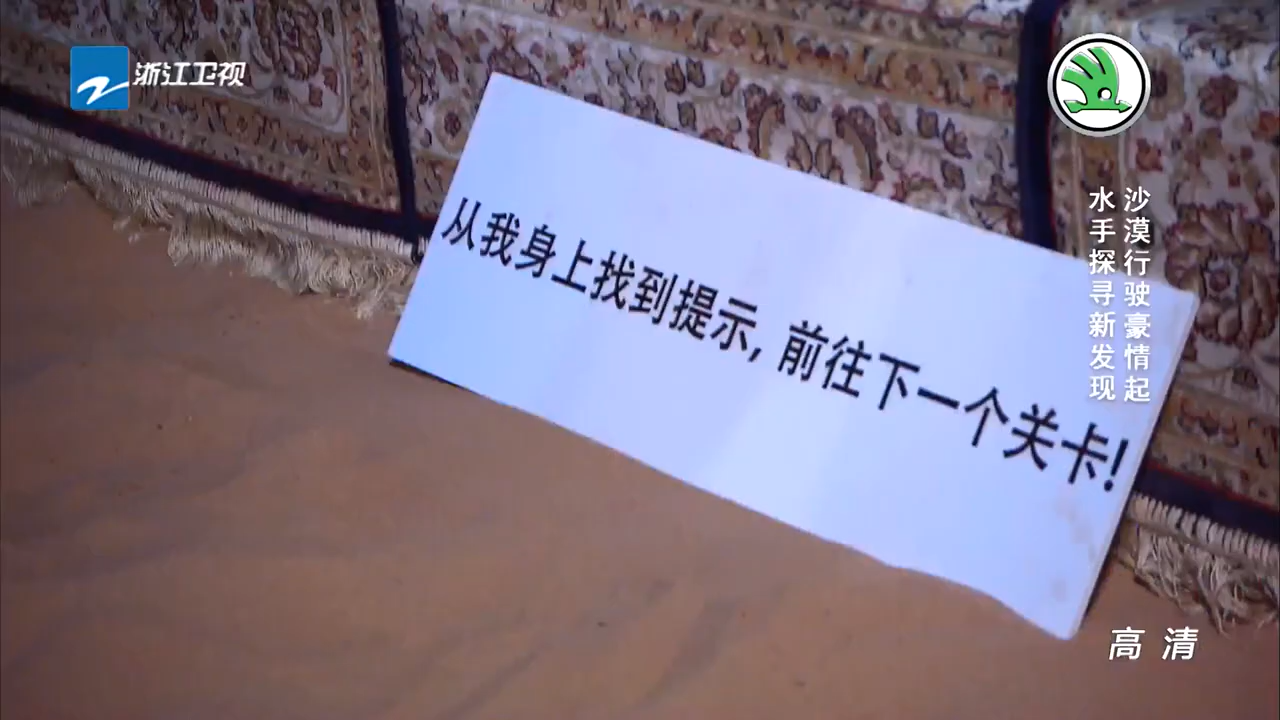 浙江卫视
从我身上找到提示,前往下一个关卡!
沙漠行驶豪情起
水手探寻新发现
高清